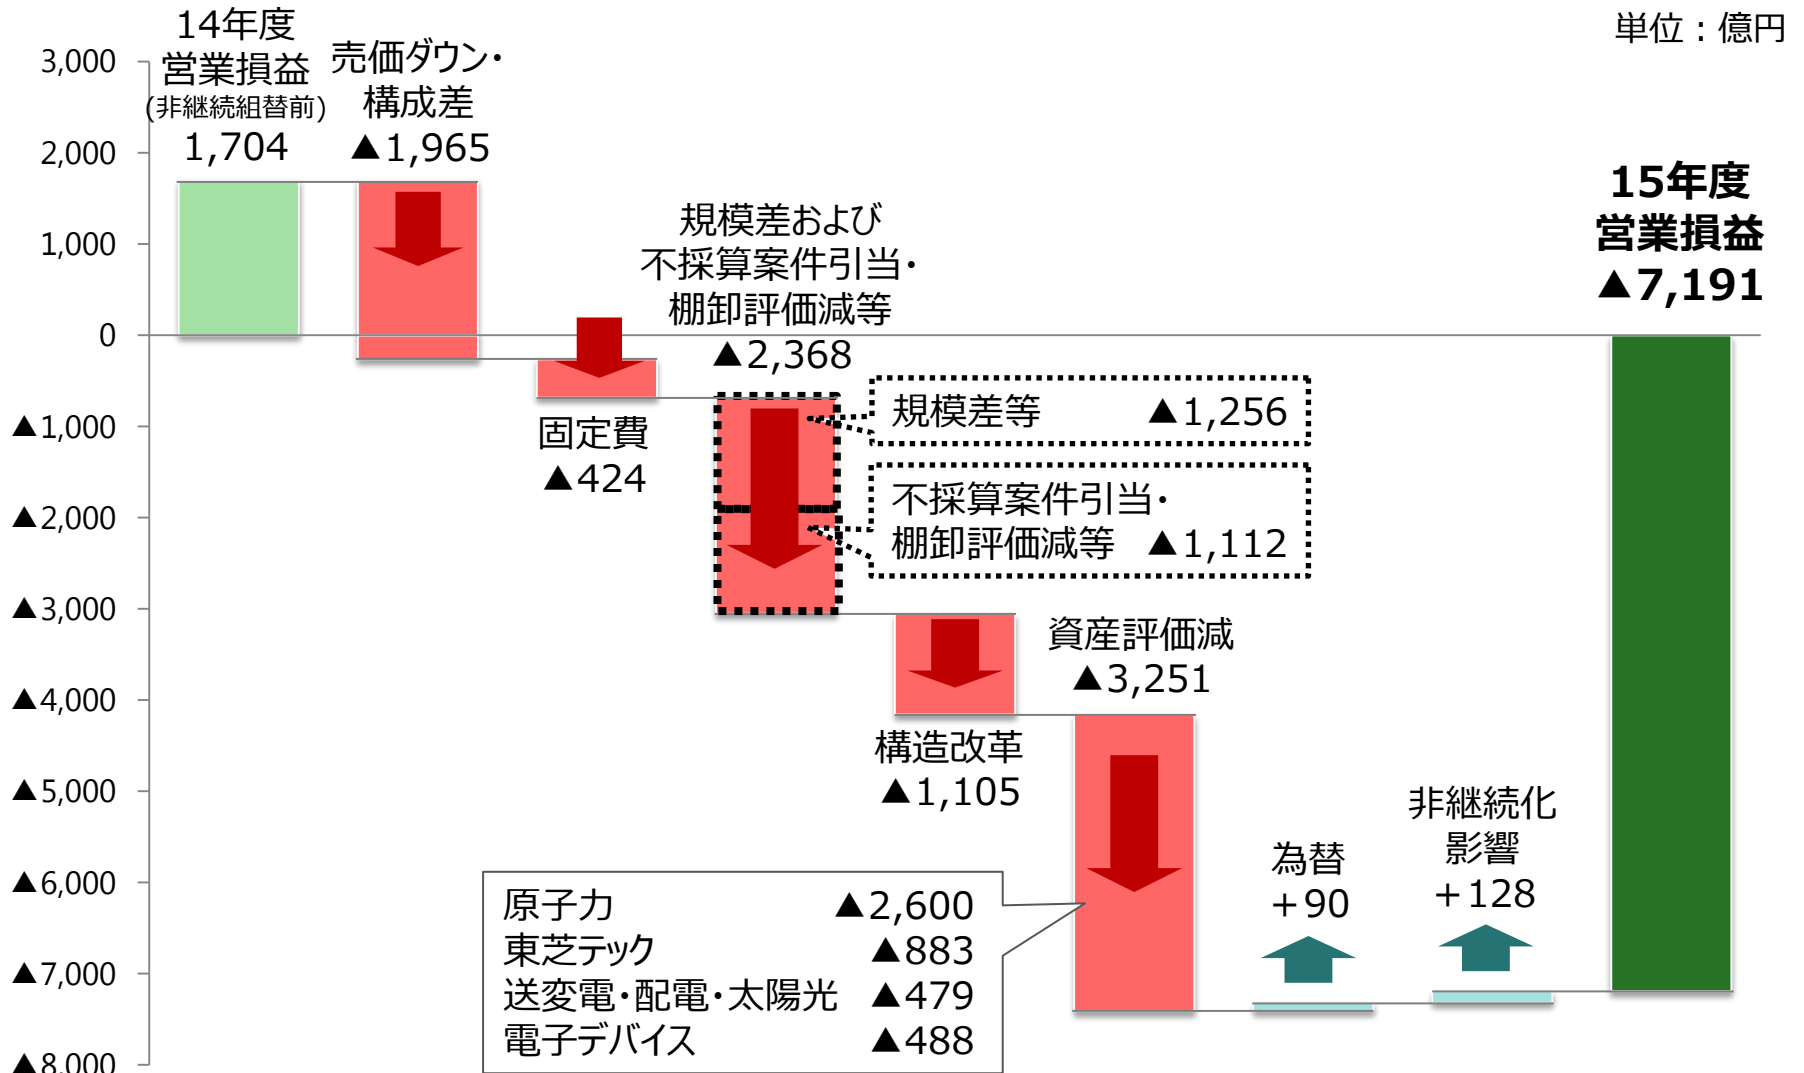 単位：億円
14年度
営業損益
(非継続組替前)
1,704
売価ダウン・
構成差
▲1,965
規模差および
不採算案件引当・
棚卸評価減等
▲2,368
15年度
営業損益
▲7,191
固定費
▲424
規模差等 ▲1,256
不採算案件引当・
棚卸評価減等 ▲1,112
資産評価減
▲3,251
構造改革
▲1,105
為替
＋90
非継続化
影響
＋128
原子力 ▲2,600
東芝テック ▲883
送変電・配電・太陽光 ▲479
電子デバイス ▲488
3,000
2,000
1,000
0
▲1,000
▲2,000
▲3,000
▲4,000
▲5,000
▲6,000
▲7,000
▲8,000